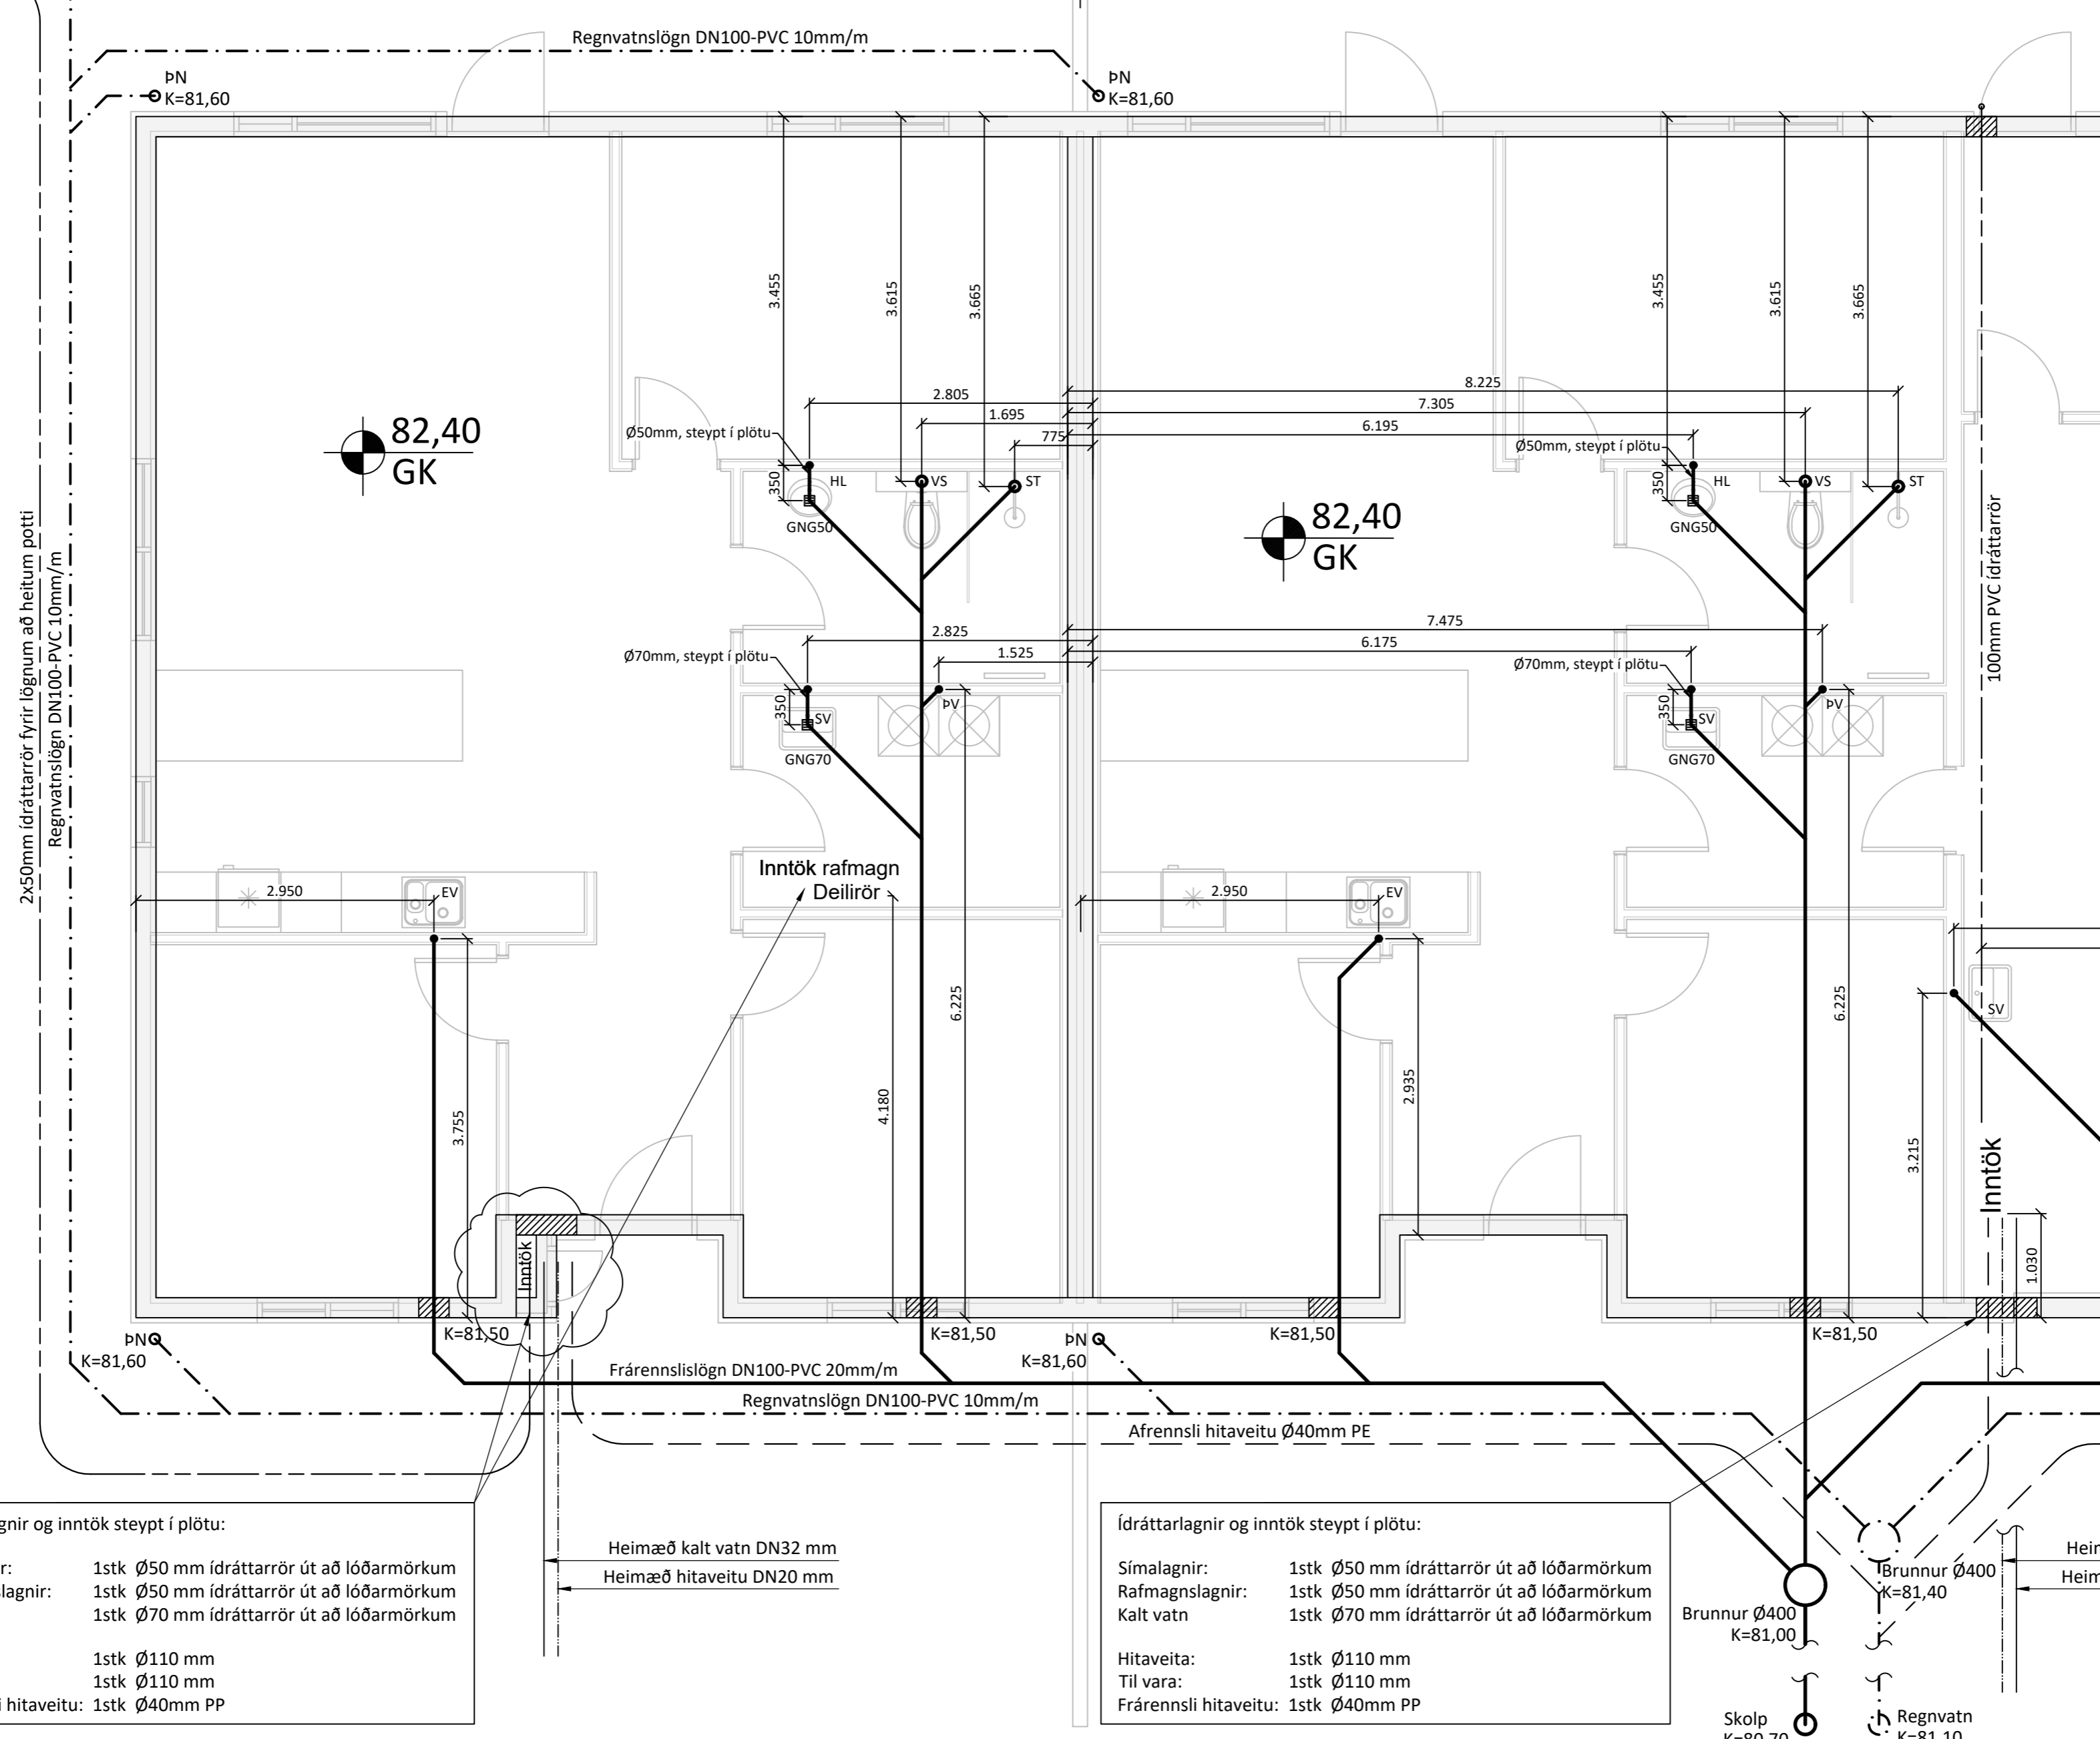 Regnvatnslögn DN100-PVC 10mm/m
ÞN
K=81,60
ÞN
K=81,60
3.455
3.615
3.665
3.455
3.615
3.665
82,40
GK
82,40
GK
2.805
1.695
775
8.225
7.305
6.195
Ø50mm, steypt í plötu
350
HL
VS
ST
GNG50
Ø50mm, steypt í plötu
350
HL
VS
ST
GNG50
2x50mm ídráttarrör fyrir lögnum að heitum potti
Regnvatnslögn DN100-PVC 10mm/m
100mm PVC ídráttarrör
2.825
1.525
7.475
6.175
Ø70mm, steypt í plötu
350
SV
ÞV
GNG70
Ø70mm, steypt í plötu
350
SV
ÞV
GNG70
Inntök rafmagn
Deilirör
2.950
EV
2.950
EV
3.755
4.180
6.225
2.935
6.225
3.215
SV
Inntök
1.030
Inntök
K=81,50
K=81,50
K=81,50
K=81,50
ÞN
K=81,60
ÞN
K=81,60
Frárennslislögn DN100-PVC 20mm/m
Regnvatnslögn DN100-PVC 10mm/m
Afrennsli hitaveitu Ø40mm PE
gnir og inntök steypt í plötu:
r: 1stk Ø50 mm ídráttarrör út að lóðarmörkum
lagnir: 1stk Ø50 mm ídráttarrör út að lóðarmörkum
1stk Ø70 mm ídráttarrör út að lóðarmörkum
1stk Ø110 mm
1stk Ø110 mm
i hitaveitu: 1stk Ø40mm PP
Heimæð kalt vatn DN32 mm
Heimæð hitaveitu DN20 mm
Ídráttarlagnir og inntök steypt í plötu:
Símalagnir: 1stk Ø50 mm ídráttarrör út að lóðarmörkum
Rafmagnslagnir: 1stk Ø50 mm ídráttarrör út að lóðarmörkum
Kalt vatn 1stk Ø70 mm ídráttarrör út að lóðarmörkum
Hitaveita: 1stk Ø110 mm
Til vara: 1stk Ø110 mm
Frárennsli hitaveitu: 1stk Ø40mm PP
Brunnur Ø400
K=81,00
Brunnur Ø400
K=81,40
Heim
Heim
Skolp
K=80,70
Regnvatn
K=81,10